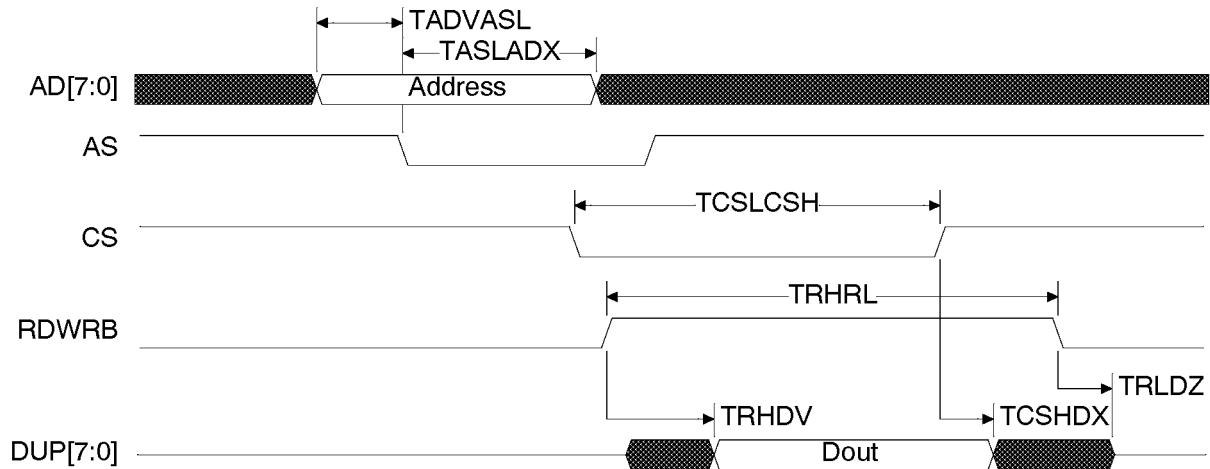 TADVASL
TASLADX
AD[7:0]
Address
AS
TCSLCSH
CS
TRHRL
RDWRB
TRLDZ
TRHDV
TCSHDX
DUP[7:0]
Dout